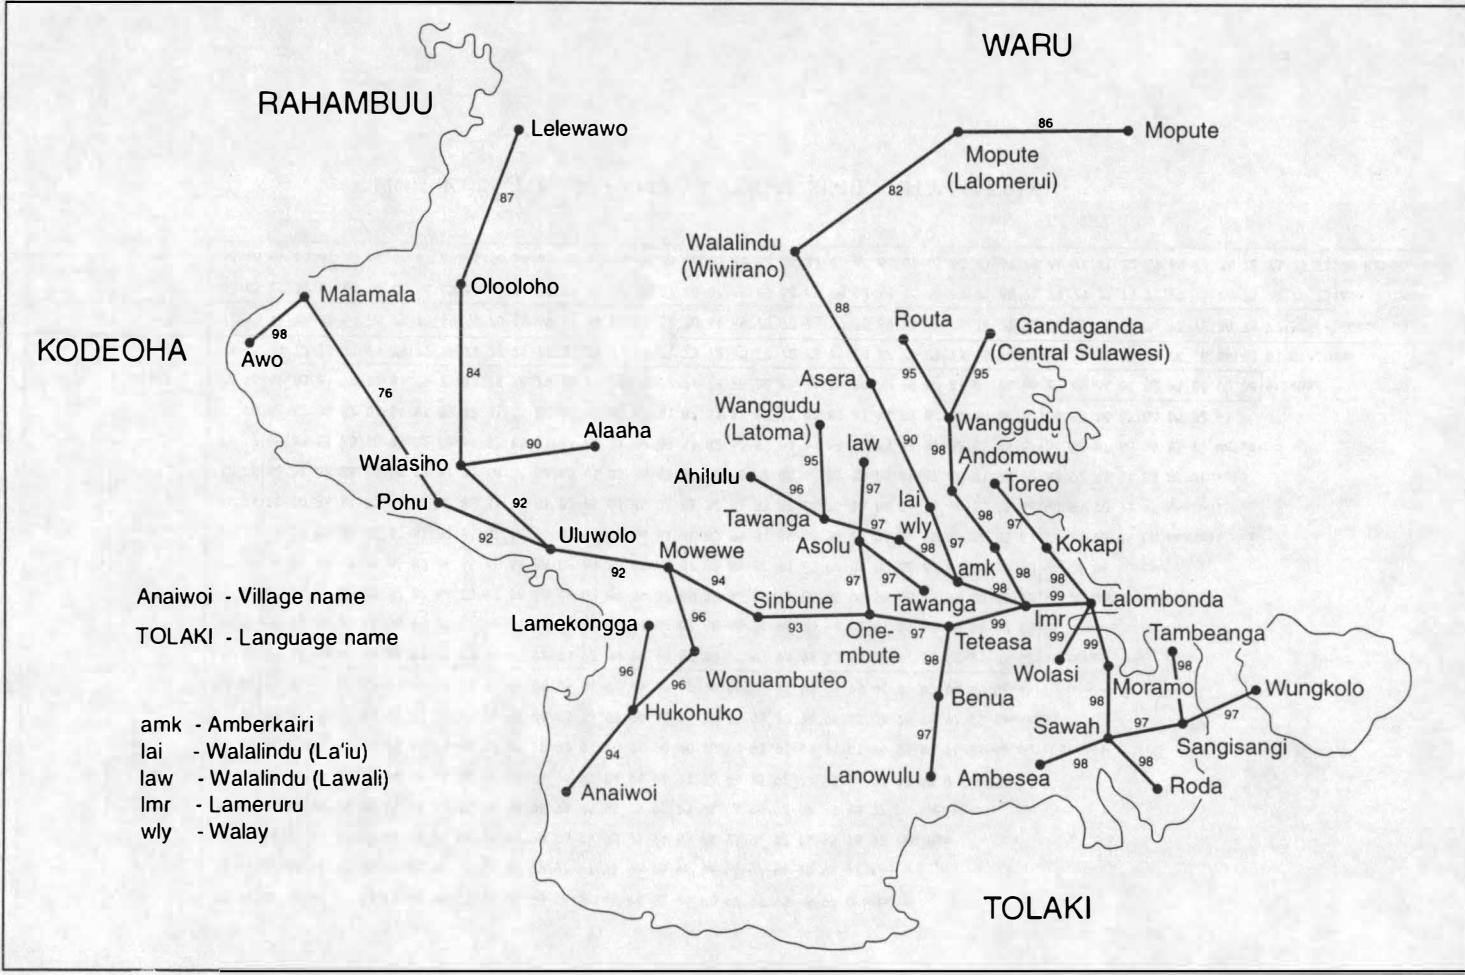 WARU
RAHAMBUU
Lelewawo
86
Mopute
Mopute
(Lalomerui)
87
82
Walalindu
(Wiwirano)
Olooloho
Malamala
88
Routa
Gandaganda
(Central Sulawesi)
98
KODEOHA
Awo
84
Asera
95
95
76
Wanggudu
(Latoma)
Wanggudu
Alaaha
90
law
90
98
Andomowu
Walasiho
95
Ahilulu
96
97
lai
Toreo
Pohu
92
Tawanga
97
wly
98
97
92
Uluwolo
Asolu
98
97
Kokapi
Mowewe
amk
92
94
97
97
98
98
98
Anaiwoi - Village name
Sinbune
Tawanga
99
Lalombonda
Lamekongga
96
93
One-
mbute
97
Teteasa
99
lmr
Tambeanga
TOLAKI - Language name
99
99
98
98
Wolasi
96
96
Wonuambuteo
Moramo
Wungkolo
Hukohuko
Benua
98
97
97
amk - Amberkairi
Sawah
Sangisangi
lai - Walalindu (La'iu)
94
97
98
98
law - Walalindu (Lawali)
Lanowulu
Ambesea
Roda
lmr - Lameruru
Anaiwoi
wly - Walay
TOLAKI